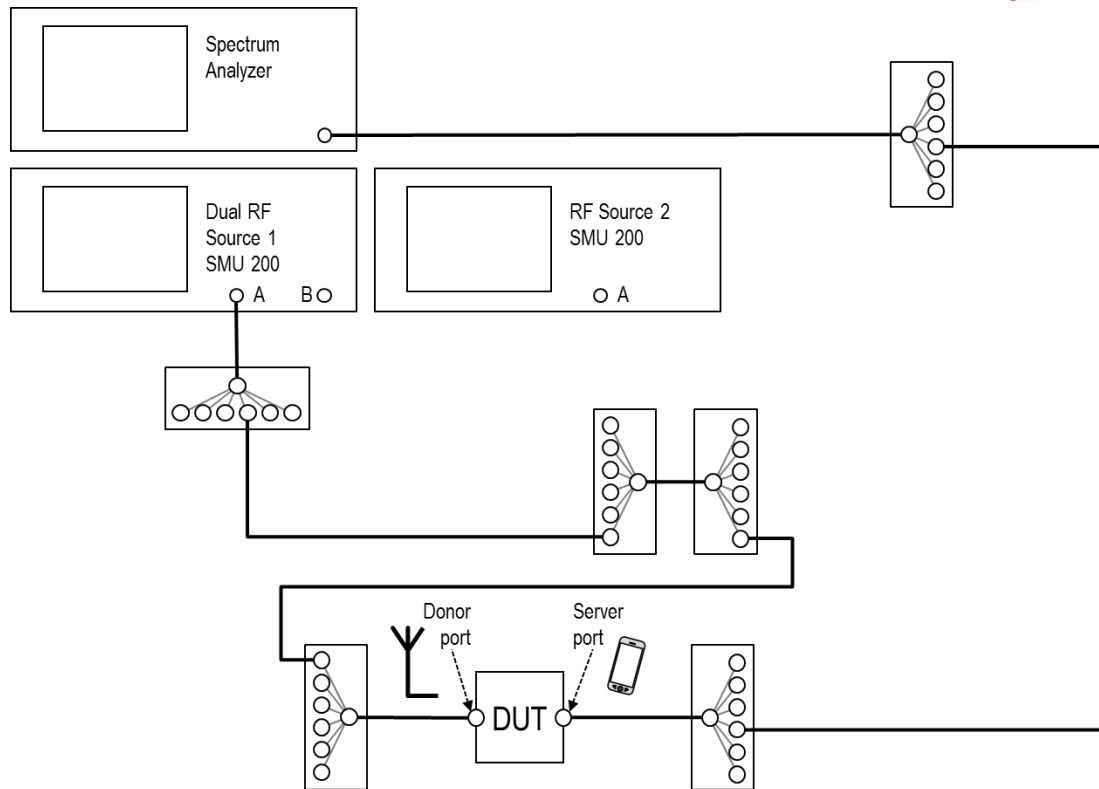 Spectrum
Analyzer
Dual RF
Source 1
SMU 200
A
B
RF Source 2
SMU 200
A
Donor
port
Server
port
DUT